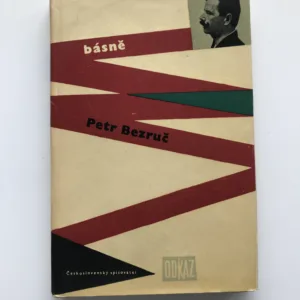 básně
Petr Bezruč
Československý spisovatel
ODKAZ